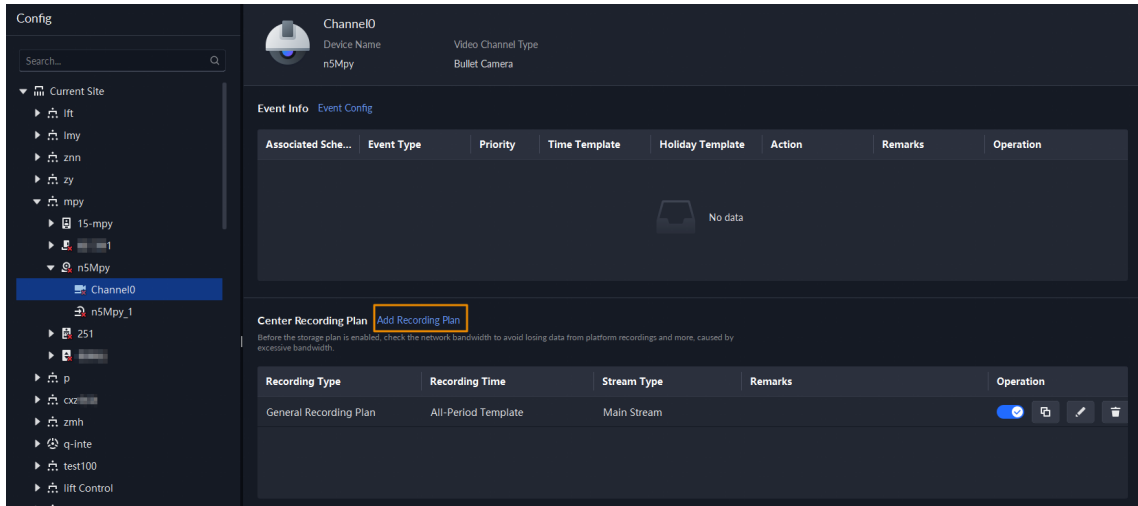 Config
Search...
Current Site
lft
lmy
znn
zy
mpy
15-mpy
1
n5Mpy
Channel0
n5Mpy_1
251
p
cxz
zmh
q-inte
test100
lift Control
Channel0
Device Name Video Channel Type
n5Mpy Bullet Camera
Event Info Event Config
Associated Sche... Event Type Priority Time Template Holiday Template Action Remarks Operation
No data
Center Recording Plan Add Recording Plan
Before the storage plan is enabled, check the network bandwidth to avoid losing data from platform recordings and more, caused by
excessive bandwidth.
Recording Type Recording Time Stream Type Remarks Operation
General Recording Plan All-Period Template Main Stream